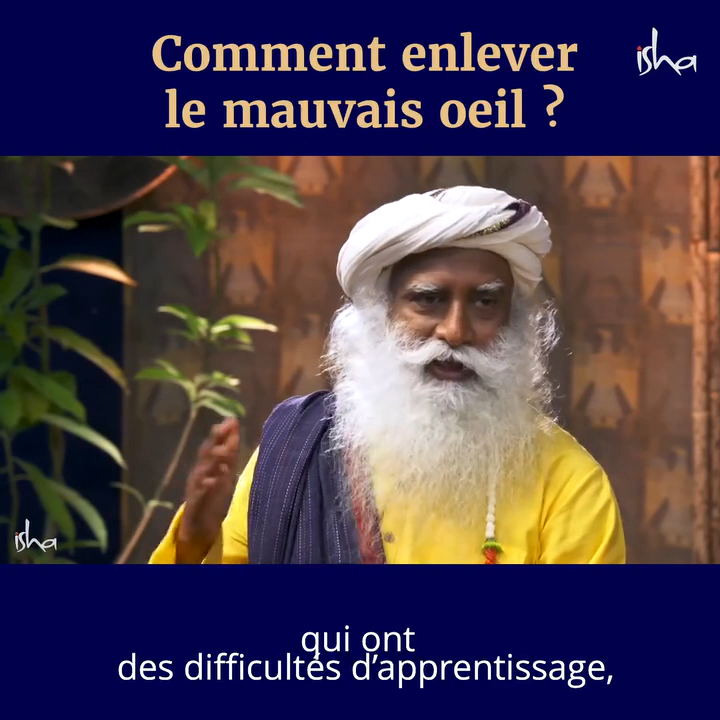 Comment enlever
isha
le mauvais oeil ?
isha
qui ont
des difficultés d’apprentissage,